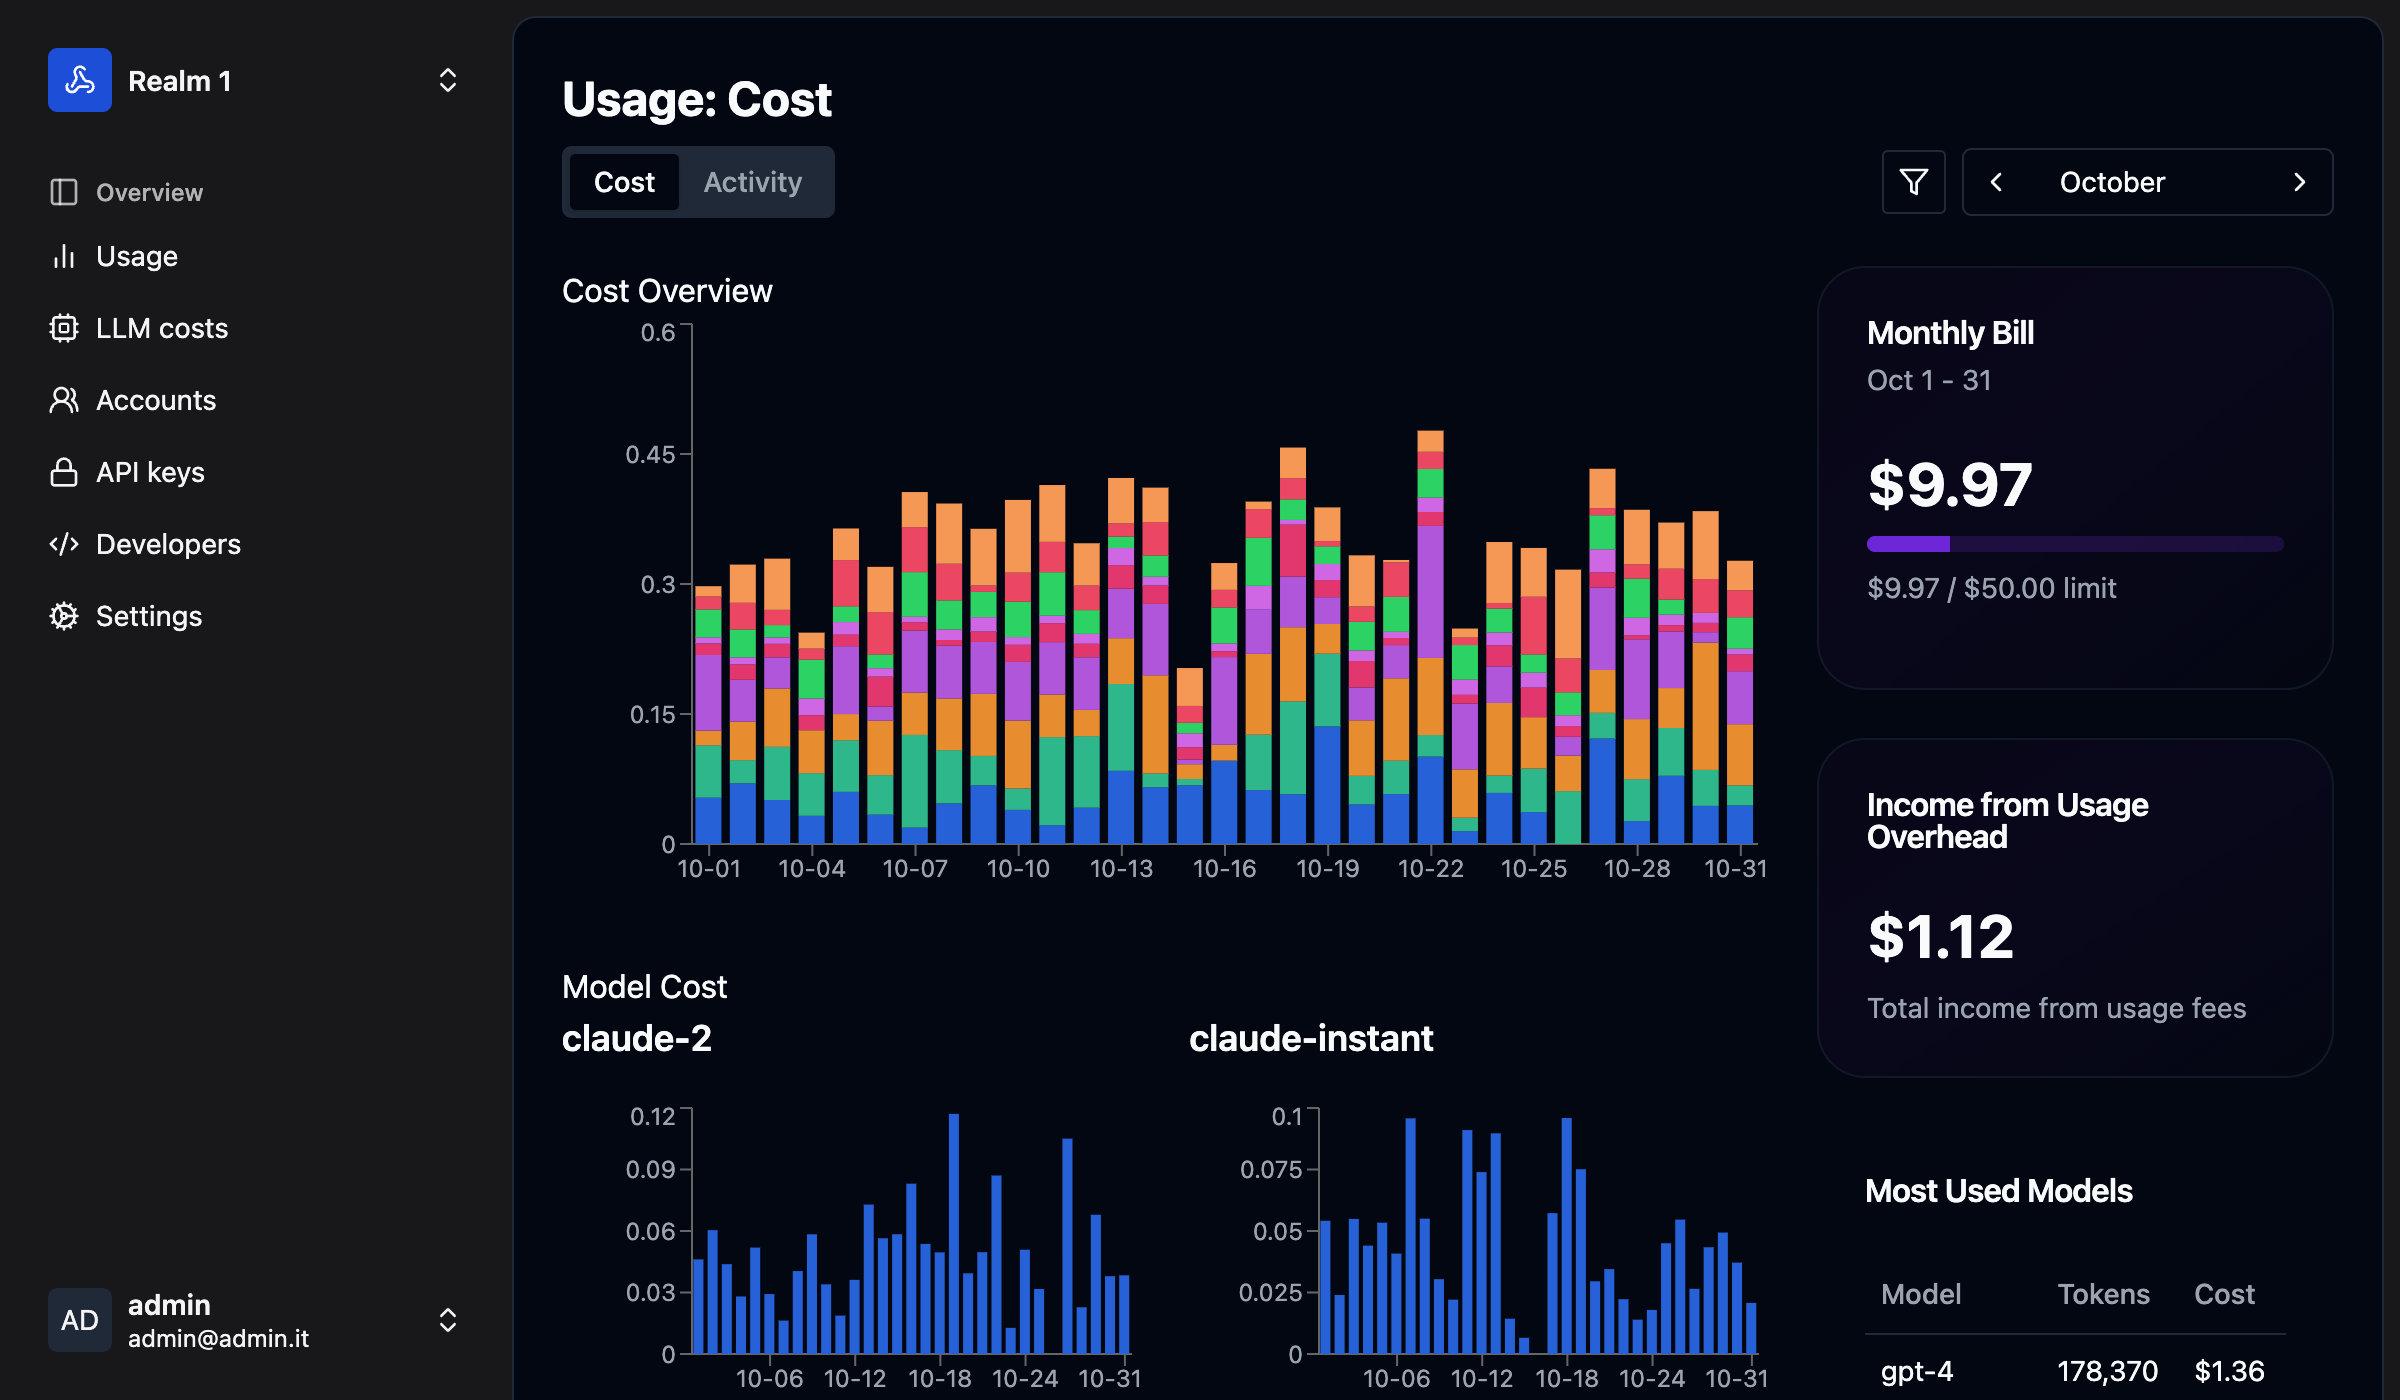 Realm 1
Overview
Usage
LLM costs
Accounts
API keys
Developers
Settings
AD
admin
admin@admin.it
Usage: Cost
Cost
Activity
October
Cost Overview
0.6
0.45
0.3
0.15
0
10-01
10-04
10-07
10-10
10-13
10-16
10-19
10-22
10-25
10-28
10-31
Model Cost
claude-2
0.12
0.09
0.06
0.03
0
10-06
10-12
10-18
10-24
10-31
claude-instant
0.1
0.075
0.05
0.025
0
10-06
10-12
10-18
10-24
10-31
Monthly Bill
Oct 1 - 31
$9.97
$9.97 / $50.00 limit
Income from Usage
Overhead
$1.12
Total income from usage fees
Most Used Models
Model Tokens Cost
gpt-4 178,370 $1.36